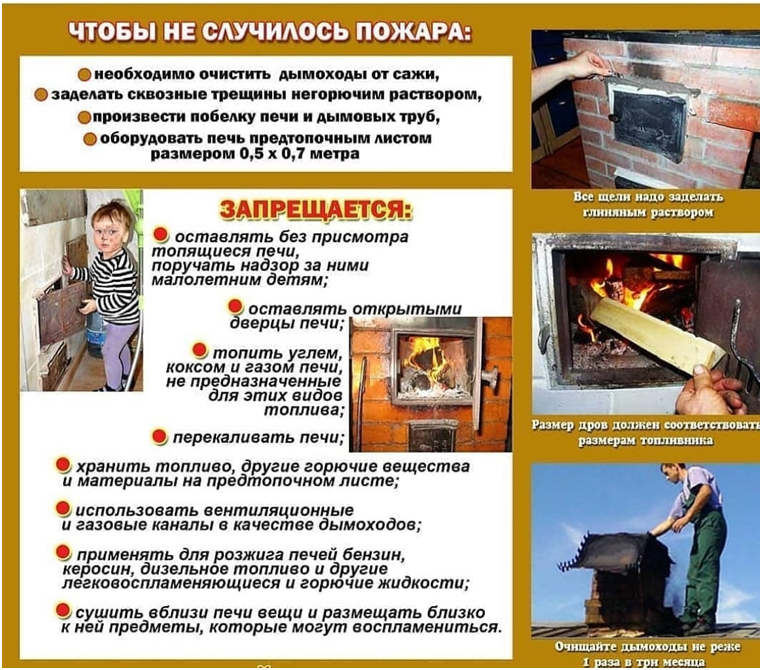 ЧТОБЫ НЕ СЛУЧИЛОСЬ ПОЖАРА:
необходимо очистить дымоходы от сажи,
заделать сквозные трещины негорючим раствором,
произвести побелку печи и дымовых труб,
оборудовать печь предтопочным листом
размером 0,5 х 0,7 метра
ЗАПРЕЩАЕТСЯ:
оставлять без присмотра
топящиеся печи,
поручать надзор за ними
малолетним детям;
оставлять открытыми
дверцы печи;
топить углем,
коксом и газом печи,
не предназначенные
для этих видов
топлива;
перекаливать печи;
хранить топливо, другие горючие вещества
и материалы на предтопочном листе;
использовать вентиляционные
и газовые каналы в качестве дымоходов;
применять для розжига печей бензин,
керосин, дизельное топливо и другие
легковоспламеняющиеся и горючие жидкости;
сушить вблизи печи вещи и размещать близко
к ней предметы, которые могут воспламениться.
Все щели надо заделать
глиняным раствором
Размер дров должен соответствовать
размерам топливника
Очищайте дымоходы не реже
1 раза в три месяца